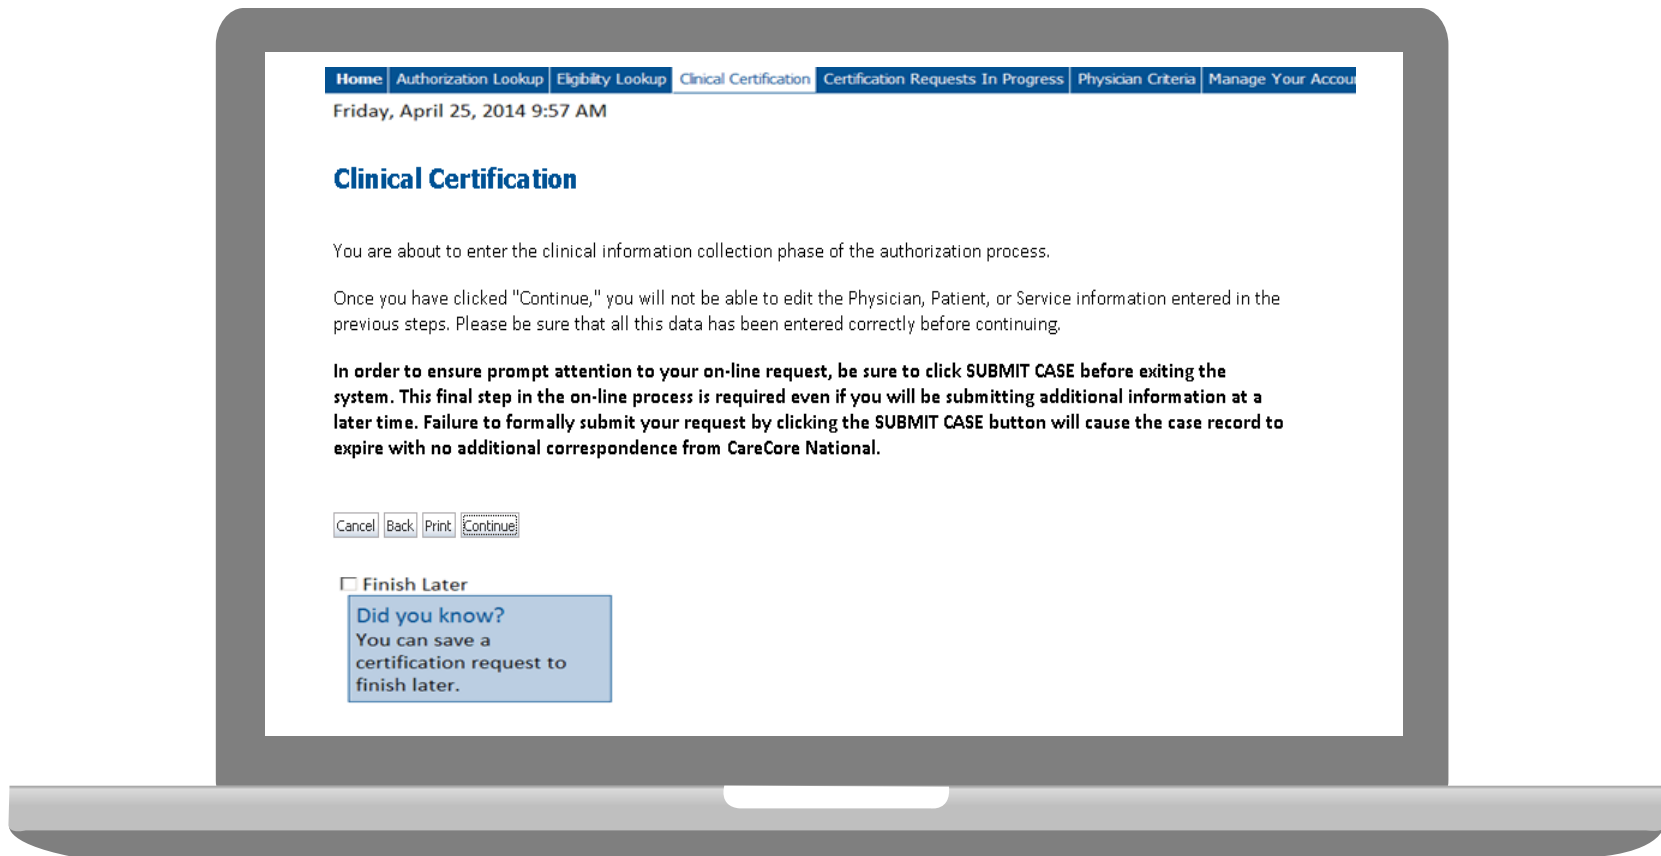 Home Authorization Lookup Eligibility Lookup Clinical Certification Certification Requests In Progress Physician Criteria Manage Your Accou
Friday, April 25, 2014 9:57 AM
Clinical Certification
You are about to enter the clinical information collection phase of the authorization process.
Once you have clicked "Continue," you will not be able to edit the Physician, Patient, or Service information entered in the
previous steps. Please be sure that all this data has been entered correctly before continuing.
In order to ensure prompt attention to your on-line request, be sure to click SUBMIT CASE before exiting the
system. This final step in the on-line process is required even if you will be submitting additional information at a
later time. Failure to formally submit your request by clicking the SUBMIT CASE button will cause the case record to
expire with no additional correspondence from CareCore National.
Cancel Back Print Continue
Finish Later
Did you know?
You can save a
certification request to
finish later.